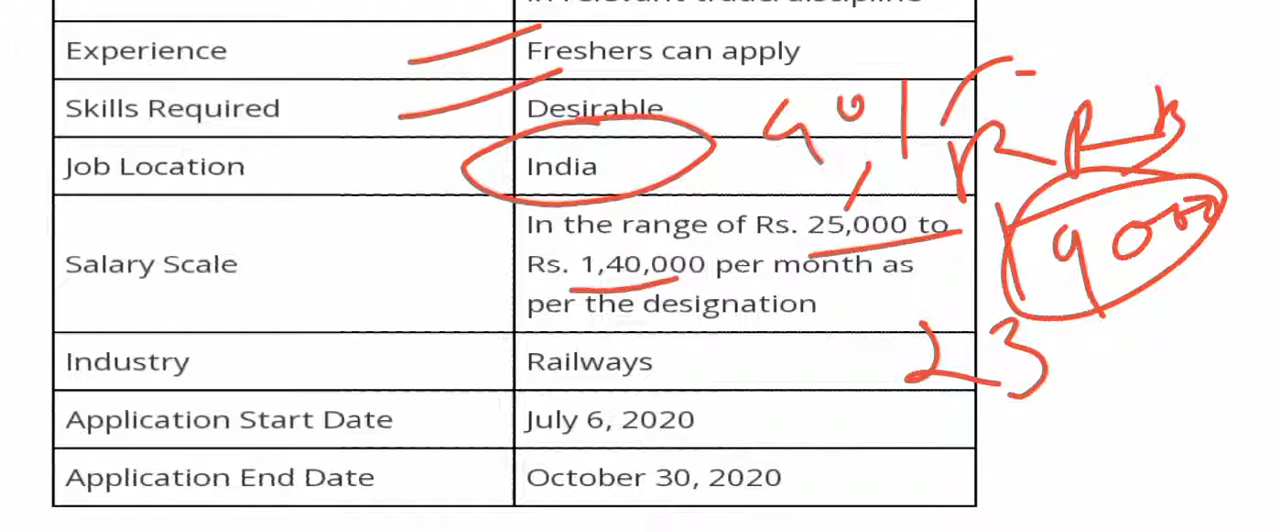 Experience Freshers can apply
Skills Required Desirable
Job Location India
In the range of Rs. 25,000 to
Salary Scale Rs. 1,40,000 per month as
per the designation
23
Industry Railways
Application Start Date July 6, 2020
Application End Date October 30, 2020